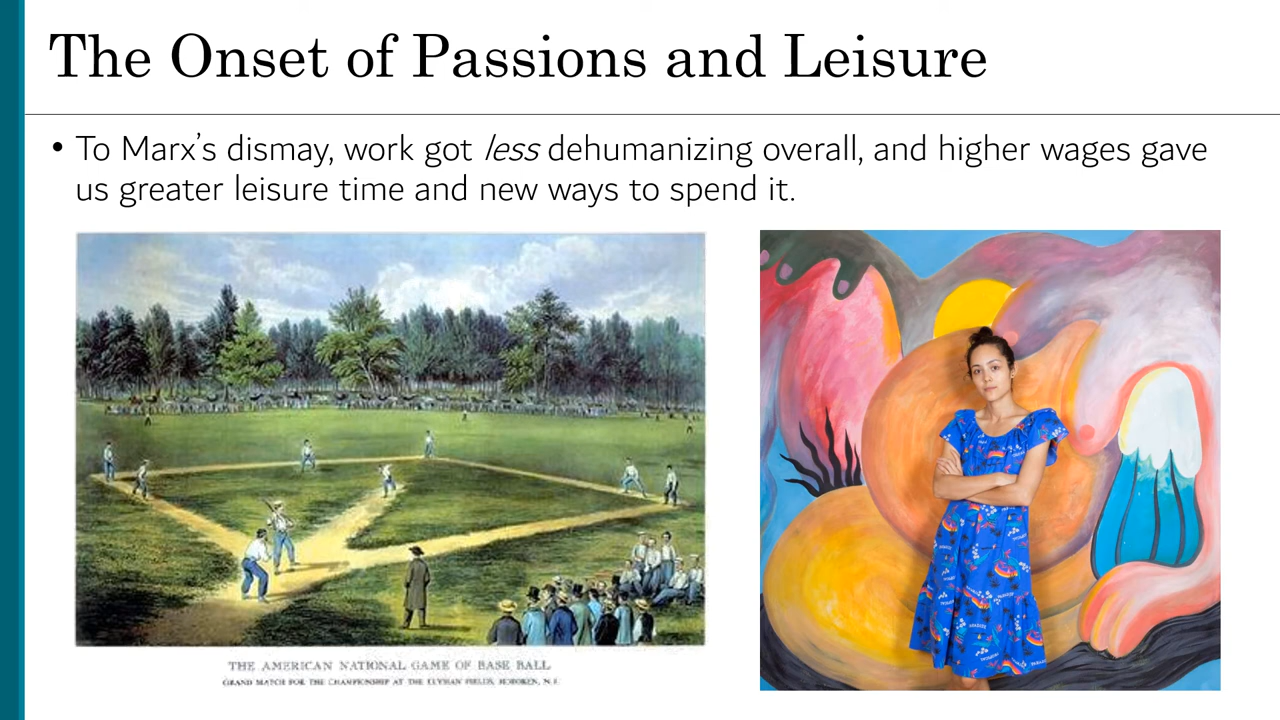 The Onset of Passions and Leisure
• To Marx’s dismay, work got less dehumanizing overall, and higher wages gave
us greater leisure time and new ways to spend it.
THE AMERICAN NATIONAL GAME OF BASE BALL
GRAND MATCH FOR THE CHAMPIONSHIP AT THE ELYSIAN FIELDS, HOBOKEN, N.J.